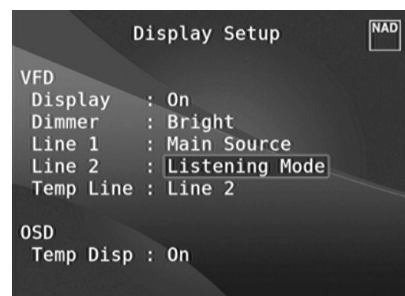 Display Setup
NAD
VFD
Display : On
Dimmer : Bright
Line 1 : Main Source
Line 2 : Listening Mode
Temp Line : Line 2
OSD
Temp Disp : On